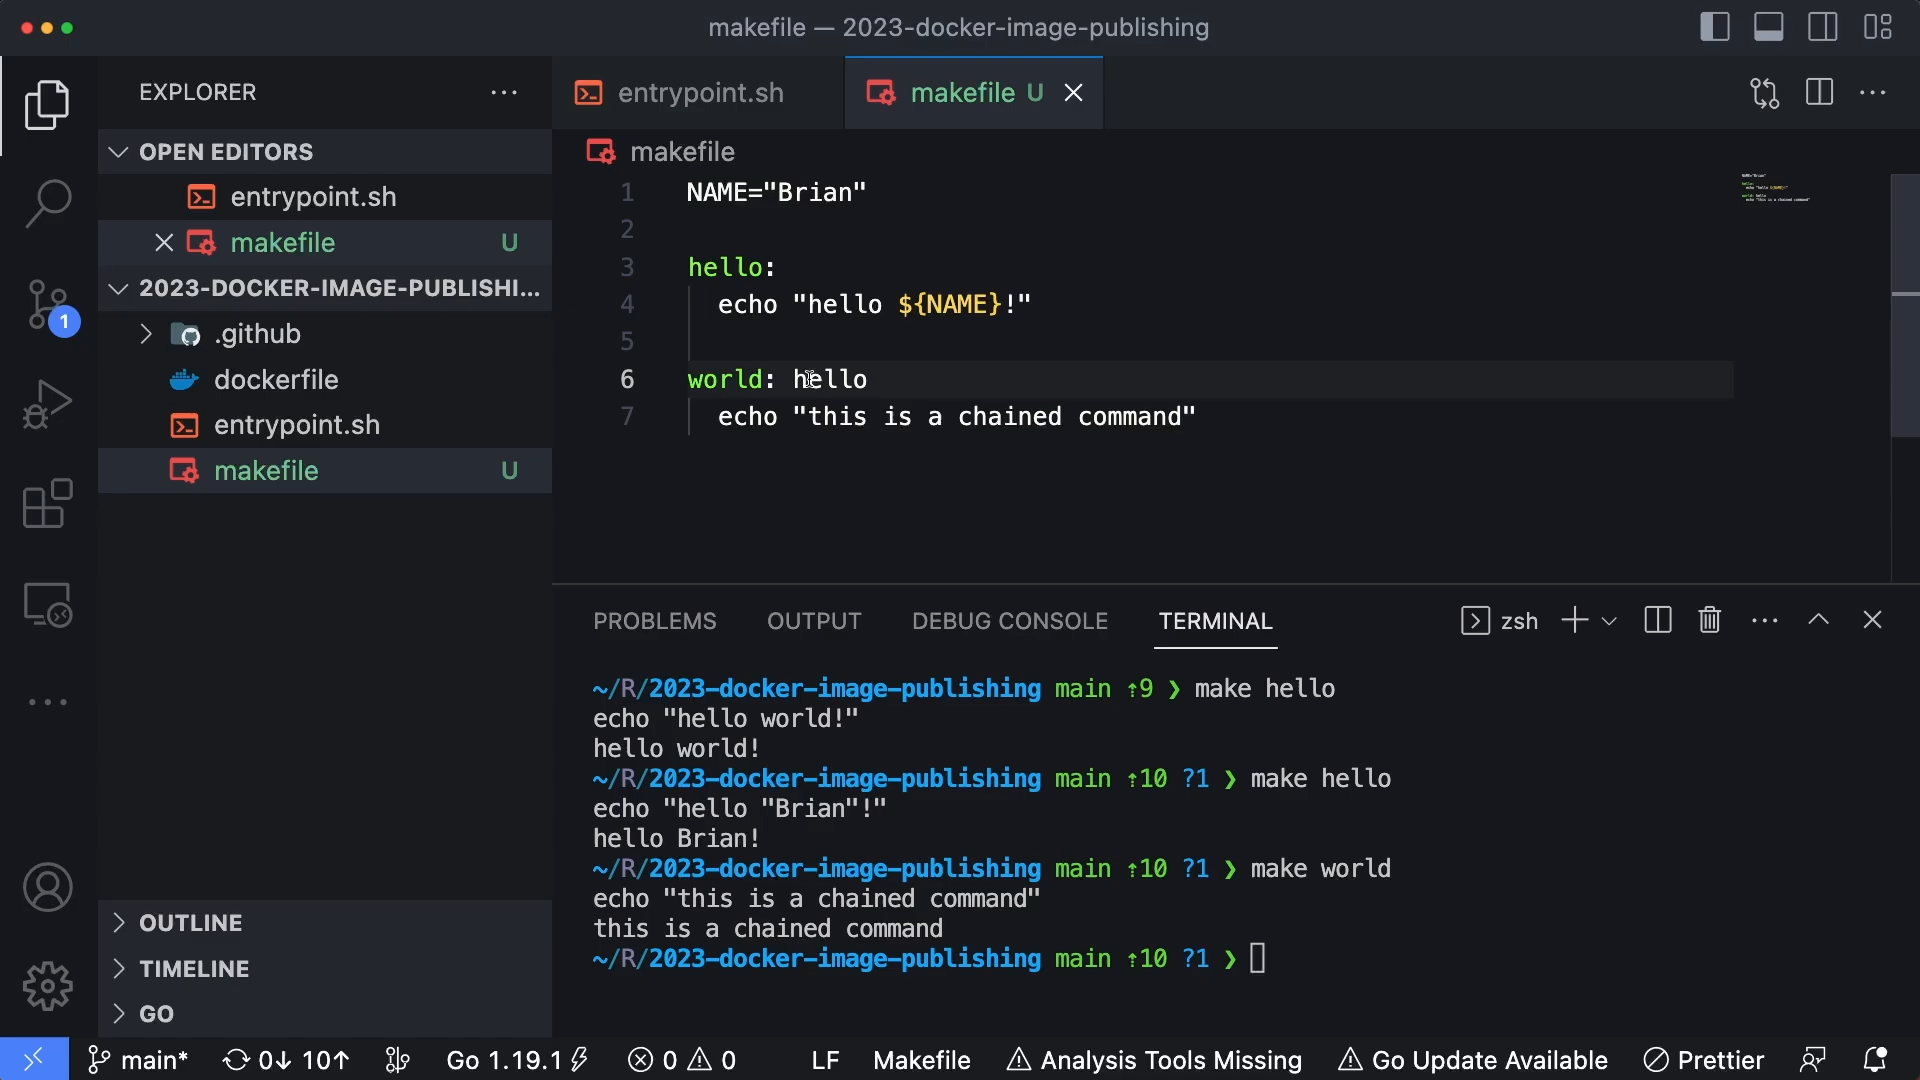 makefile — 2023-docker-image-publishing
EXPLORER
OPEN EDITORS
entrypoint.sh
makefile U
2023-DOCKER-IMAGE-PUBLISHI...
.github
dockerfile
entrypoint.sh
makefile U
OUTLINE
TIMELINE
GO
1
entrypoint.sh
makefile U
makefile
1 NAME="Brian"
2
3 hello:
4 echo "hello ${NAME}!"
5
6 world: hello
7 echo "this is a chained command"
PROBLEMS OUTPUT DEBUG CONSOLE TERMINAL
zsh
~/R/2023-docker-image-publishing main ⇡9 ❯ make hello
echo "hello world!"
hello world!
~/R/2023-docker-image-publishing main ⇡10 ?1 ❯ make hello
echo "hello "Brian"!"
hello Brian!
~/R/2023-docker-image-publishing main ⇡10 ?1 ❯ make world
echo "this is a chained command"
this is a chained command
~/R/2023-docker-image-publishing main ⇡10 ?1 ❯
main* 0↓ 10↑ Go 1.19.1 0 0 LF Makefile Analysis Tools Missing Go Update Available Prettier